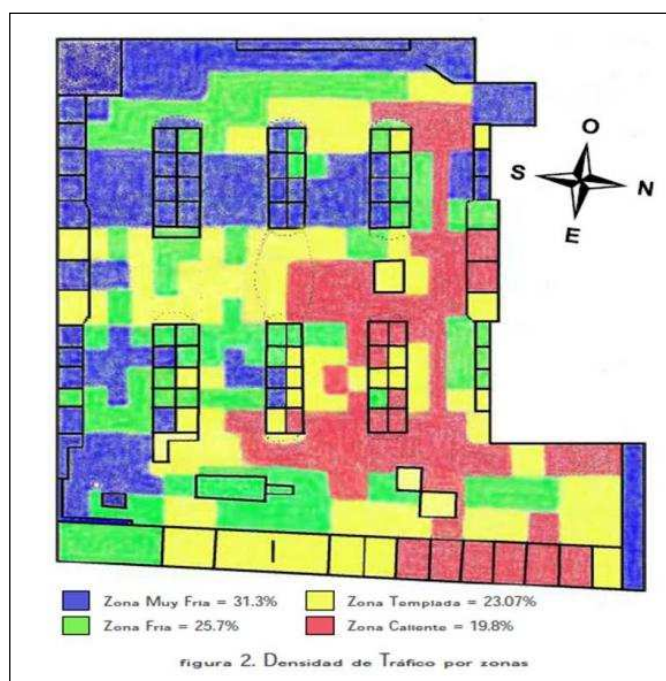 O
S
N
E
Zona Muy Fria = 31.3% Zona Templada = 23.07%
Zona Fria = 25.7% Zona Caliente = 19.8%
figura 2. Densidad de Tráfico por zonas